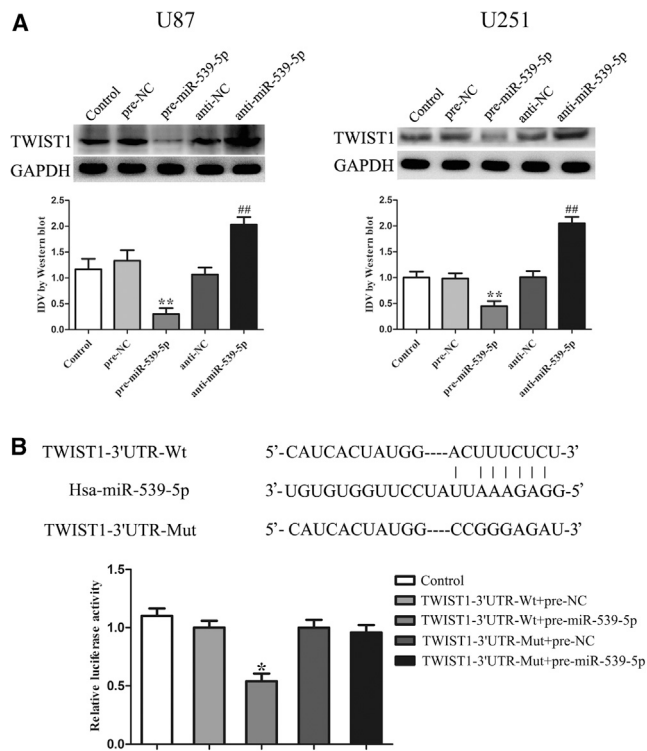 A
U87
U251
Control
pre-NC
pre-miR-539-5p
anti-NC
anti-miR-539-5p
TWIST1
GAPDH
IDV by Western blot
2.5
2.0
1.5
1.0
0.5
0.0
**
##
Control
pre-NC
pre-miR-539-5p
anti-NC
anti-miR-539-5p
Control
pre-NC
pre-miR-539-5p
anti-NC
anti-miR-539-5p
TWIST1
GAPDH
IDV by Western blot
2.5
2.0
1.5
1.0
0.5
0.0
**
##
Control
pre-NC
pre-miR-539-5p
anti-NC
anti-miR-539-5p
B
TWIST1-3'UTR-Wt 5'-CAUCACUAUGG----ACUUUCUCU-3'
Hsa-miR-539-5p 3'-UGUGUGGUUCCUAUUAAAGAGG-5'
TWIST1-3'UTR-Mut 5'- CAUCACUAUGG----CCGGGAGAU-3'
Relative luciferase activity
1.5
1.0
0.5
0.0
*
Control
TWIST1-3'UTR-Wt+pre-NC
TWIST1-3'UTR-Wt+pre-miR-539-5p
TWIST1-3'UTR-Mut+pre-NC
TWIST1-3'UTR-Mut+pre-miR-539-5p